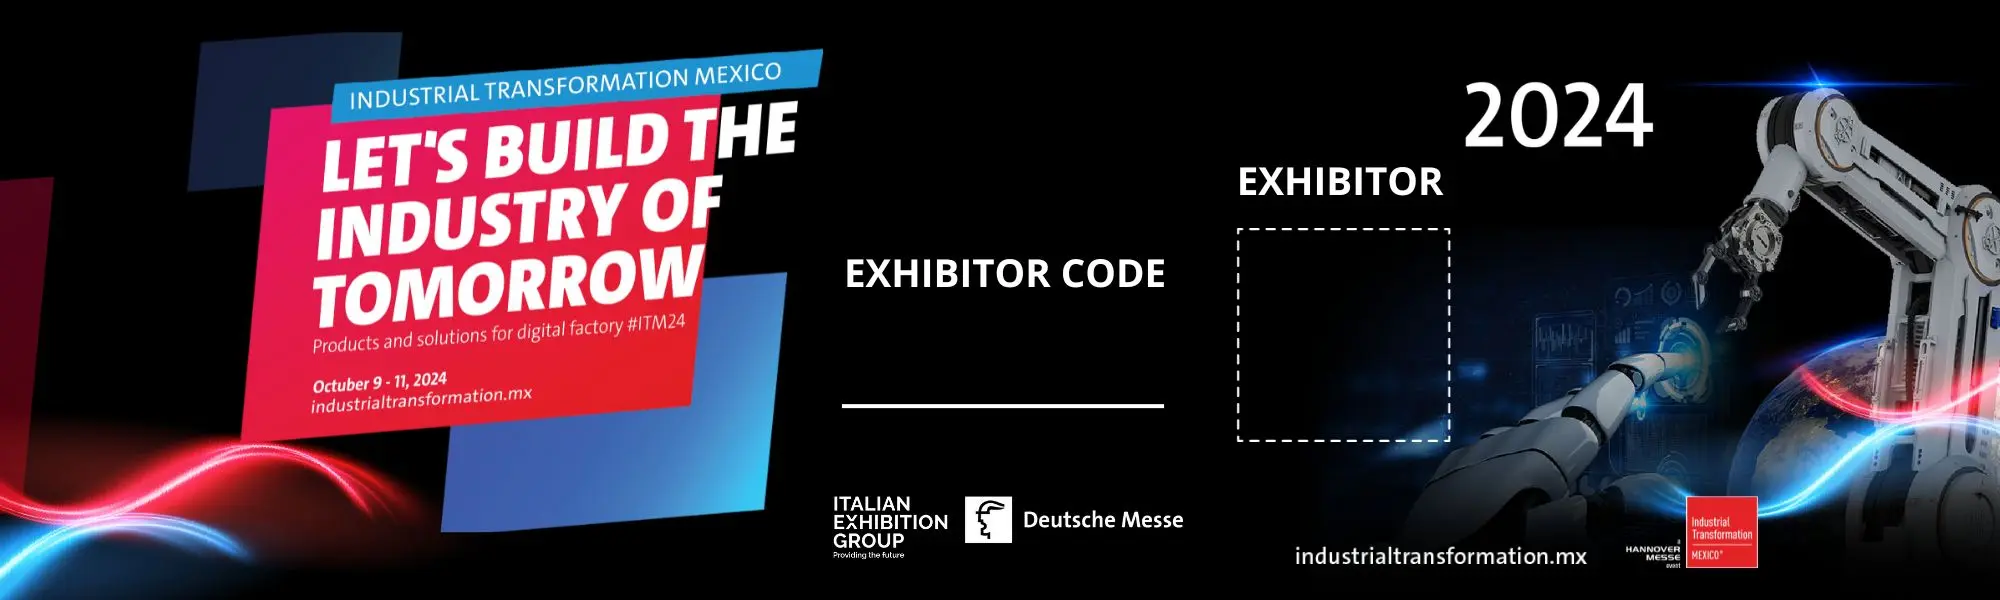 INDUSTRIAL TRANSFORMATION MEXICO
LET'S BUILD THE
INDUSTRY OF
TOMORROW
Products and solutions for digital factory #ITM24
Octuber 9 - 11, 2024
industrialtransformation.mx
EXHIBITOR CODE
ITALIAN
EXHIBITION
GROUP
Providing the future
Deutsche Messe
2024
EXHIBITOR
industrialtransformation.mx
a
HANNOVER
MESSE
event
Industrial
Transformation
MEXICO®